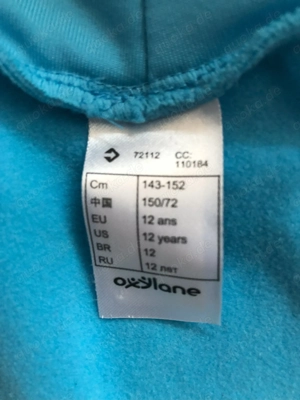 72112 CC:
110184
Cm 143-152
中国 150/72
EU 12 ans
US 12 years
BR 12
RU 12 лет
oxylane